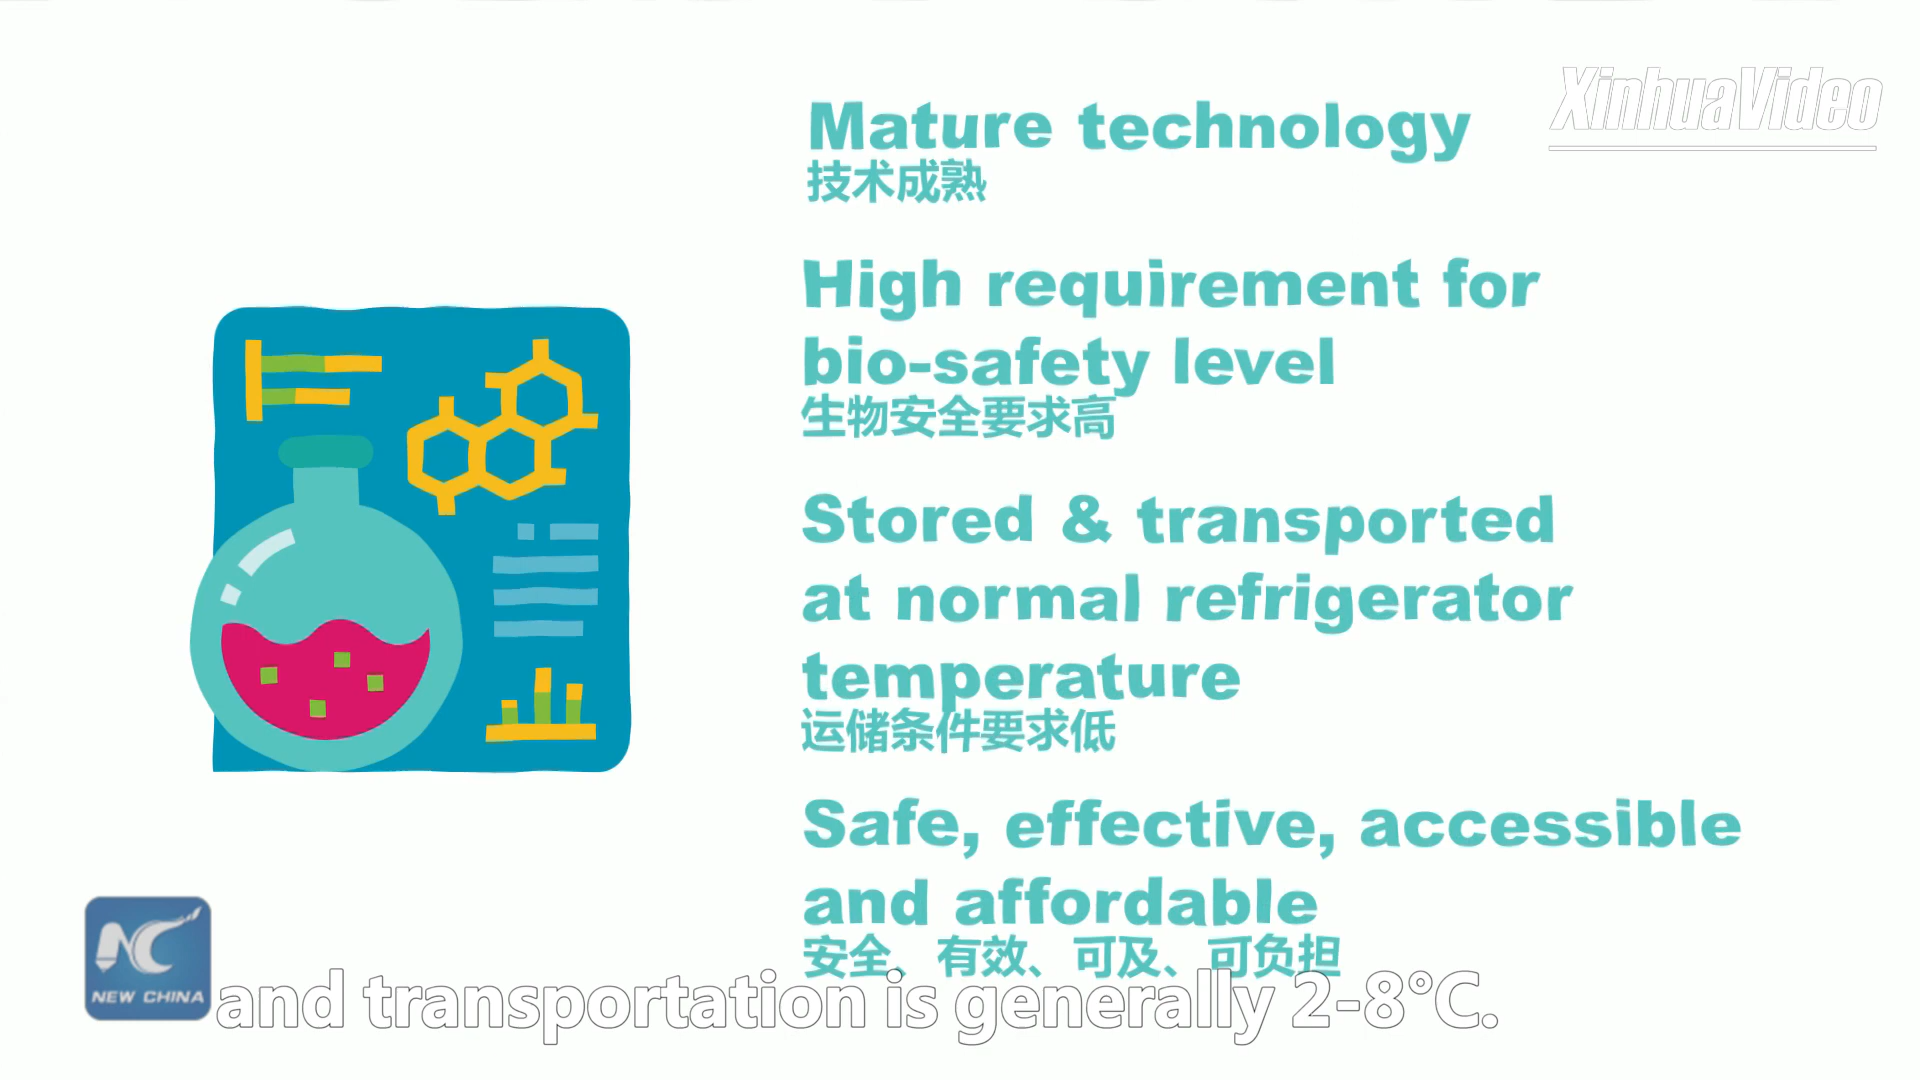 XinhuaVideo
Mature technology
技术成熟
High requirement for
bio-safety level
生物安全要求高
Stored & transported
at normal refrigerator
temperature
运储条件要求低
Safe, effective, accessible
and affordable
安全、有效、可及、可负担
NC
NEW CHINA
and transportation is generally 2-8°C.